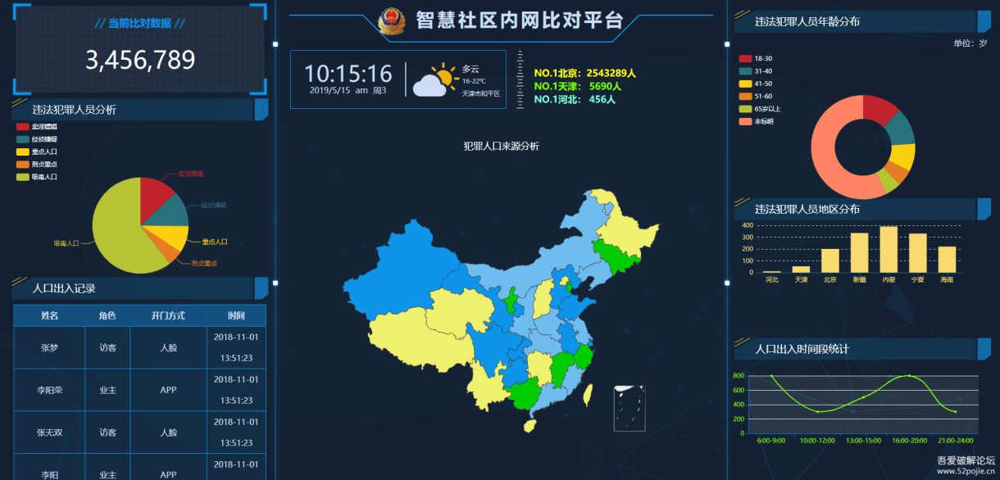 当前比对数据
3,456,789
违法犯罪人员分析
卖淫嫖娼
经侦嫌疑
重点人口
刑贞重点
吸毒人口
卖淫嫖娼
经侦嫌疑
重点人口
刑贞重点
吸毒人口
人口出入记录
姓名 角色 开门方式 时间
张梦 访客 人脸 2018-11-01 13:51:23
李阳荣 业主 APP 2018-11-01 13:51:23
张无双 访客 人脸 2018-11-01 13:51:23
李阳 业主 APP 2018-11-01
智慧社区内网比对平台
10:15:16
2019/5/15 am 周3
多云
16-22℃
天津市和平区
NO.1北京: 2543289人
NO.1天津: 5690人
NO.1河北: 456人
犯罪人口来源分析
违法犯罪人员年龄分布
单位: 岁
18-30
31-40
41-50
51-60
65岁以上
未标明
违法犯罪人员地区分布
400
300
200
100
0
河北 天津 北京 新疆 内蒙 宁夏 海南
人口出入时间段统计
800
600
400
200
0
6:00-9:00 10:00-12:00 13:00-15:00 16:00-20:00 21:00-24:00
吾爱破解论坛
www.52pojie.cn